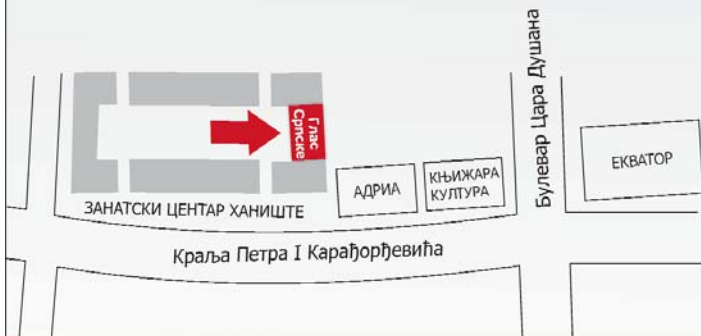 Булевар Цара Душана
Глас
Српске
ЕКВАТОР
АДРИА
КЊИЖАРА
КУЛТУРА
ЗАНАТСКИ ЦЕНТАР ХАНИШТЕ
Краља Петра I Карађорђевића